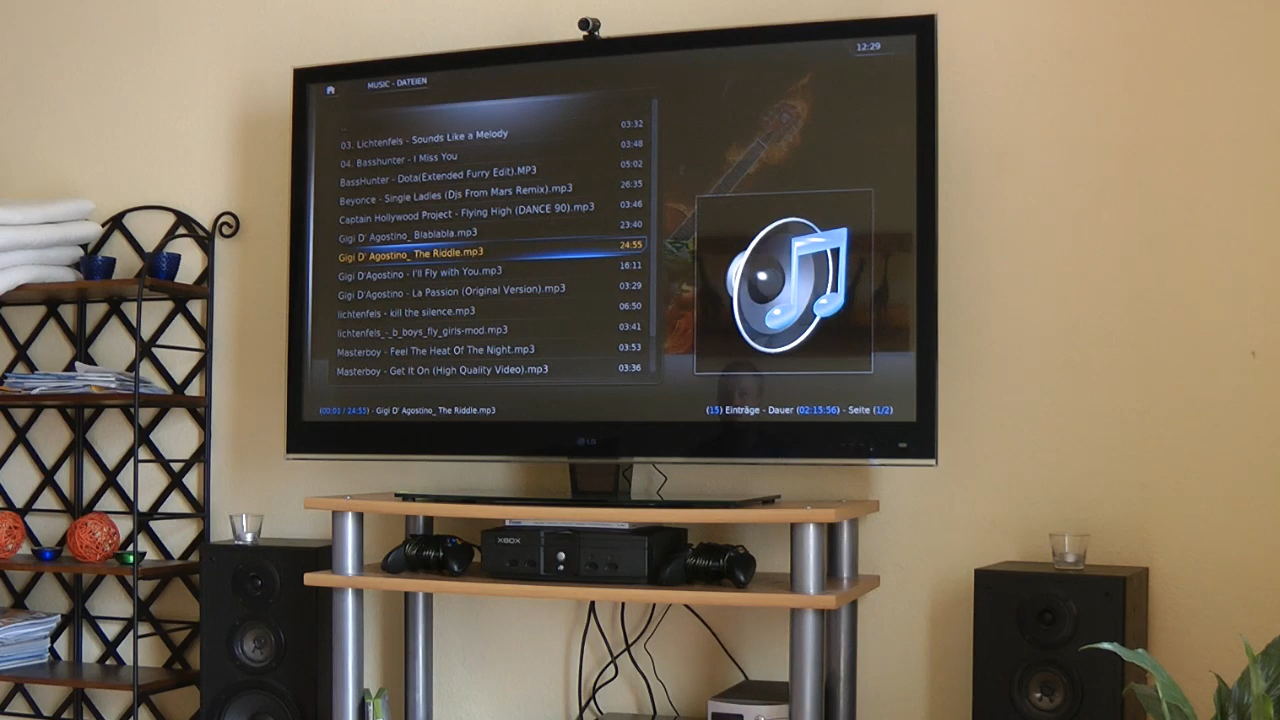 12:29
MUSIC - DATEIEN
..
03. Lichtenfels - Sounds Like a Melody 03:32
04. Basshunter - I Miss You 03:48
BassHunter - Dota(Extended Furry Edit).MP3 05:02
Beyonce - Single Ladies (Djs From Mars Remix).mp3 26:35
Captain Hollywood Project - Flying High (DANCE 90).mp3 03:46
Gigi D' Agostino_ Blablabla.mp3 23:40
Gigi D' Agostino_ The Riddle.mp3 24:55
Gigi D'Agostino - I'll Fly with You.mp3 16:11
Gigi D'Agostino - La Passion (Original Version).mp3 03:29
lichtenfels - kill the silence.mp3 06:50
lichtenfels_-_b_boys_fly_girls-mod.mp3 03:41
Masterboy - Feel The Heat Of The Night.mp3 03:53
Masterboy - Get It On (High Quality Video).mp3 03:36
(00:01 / 24:55) - Gigi D' Agostino_ The Riddle.mp3
(15) Einträge - Dauer (02:15:56) - Seite (1/2)
LG
XBOX